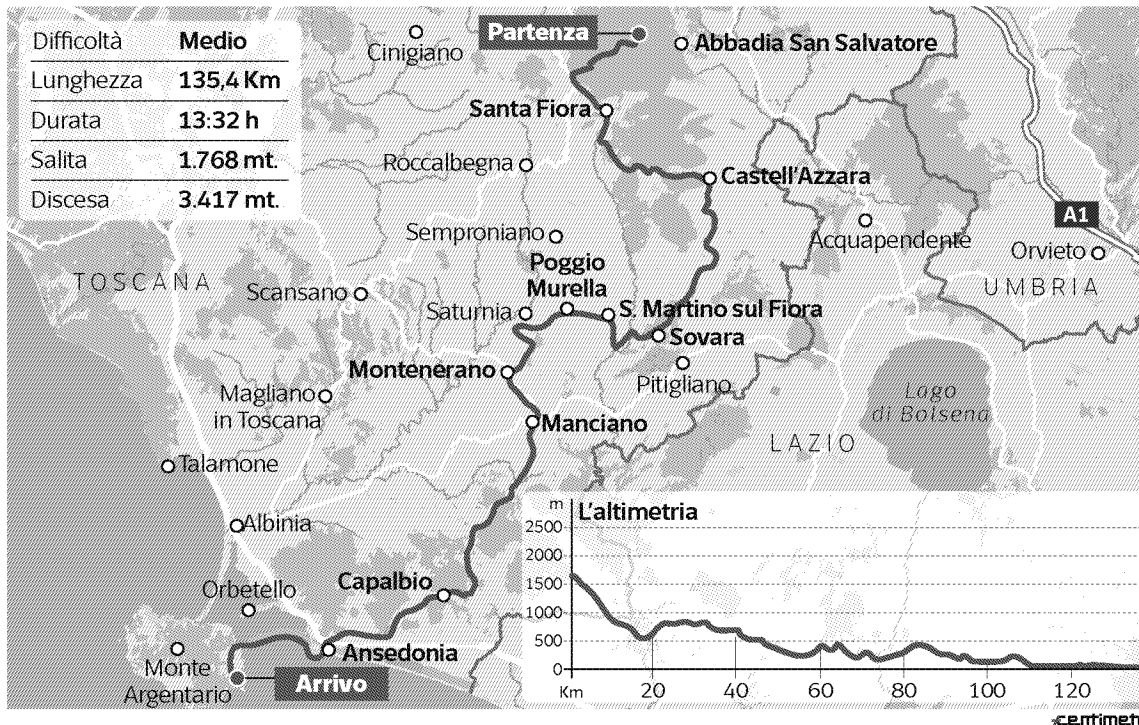 Difficoltà Medio
Lunghezza 135,4 Km
Durata 13:32 h
Salita 1.768 mt.
Discesa 3.417 mt.
Partenza
Cinigiano
Abbadia San Salvatore
Santa Fiora
Roccalbegna
Castell'Azzara
A1
Semproniano
Acquapendente
Orvieto
TOSCANA
Poggio
Murella
UMBRIA
Scansano
Saturnia
S. Martino sul Fiora
Sovara
Montenerano
Pitigliano
Magliano
in Toscana
Lago
di Bolsena
Manciano
LAZIO
Talamone
Albinia
Orbetello
Capalbio
Ansedonia
Monte
Argentario
Arrivo
m
L'altimetria
2500
2000
1500
1000
500
0
Km 20 40 60 80 100 120
centimet